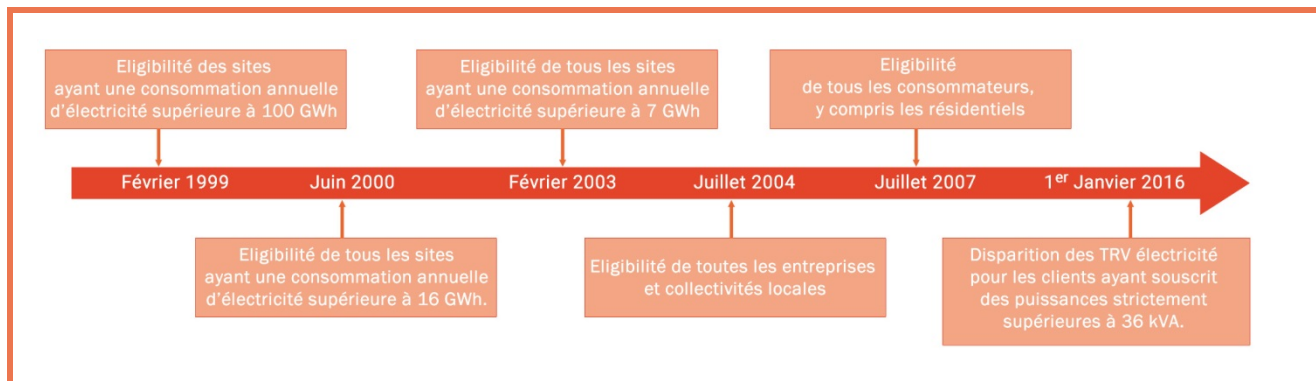 Eligibilité des sites
ayant une consommation annuelle
d'électricité supérieure à 100 GWh
Eligibilité de tous les sites
ayant une consommation annuelle
d'électricité supérieure à 7 GWh
Eligibilité
de tous les consommateurs,
y compris les résidentiels
Février 1999
Juin 2000
Février 2003
Juillet 2004
Juillet 2007
1er Janvier 2016
Eligibilité de tous les sites
ayant une consommation annuelle
d'électricité supérieure à 16 GWh.
Eligibilité de toutes les entreprises
et collectivités locales
Disparition des TRV électricité
pour les clients ayant souscrit
des puissances strictement
supérieures à 36 kVA.